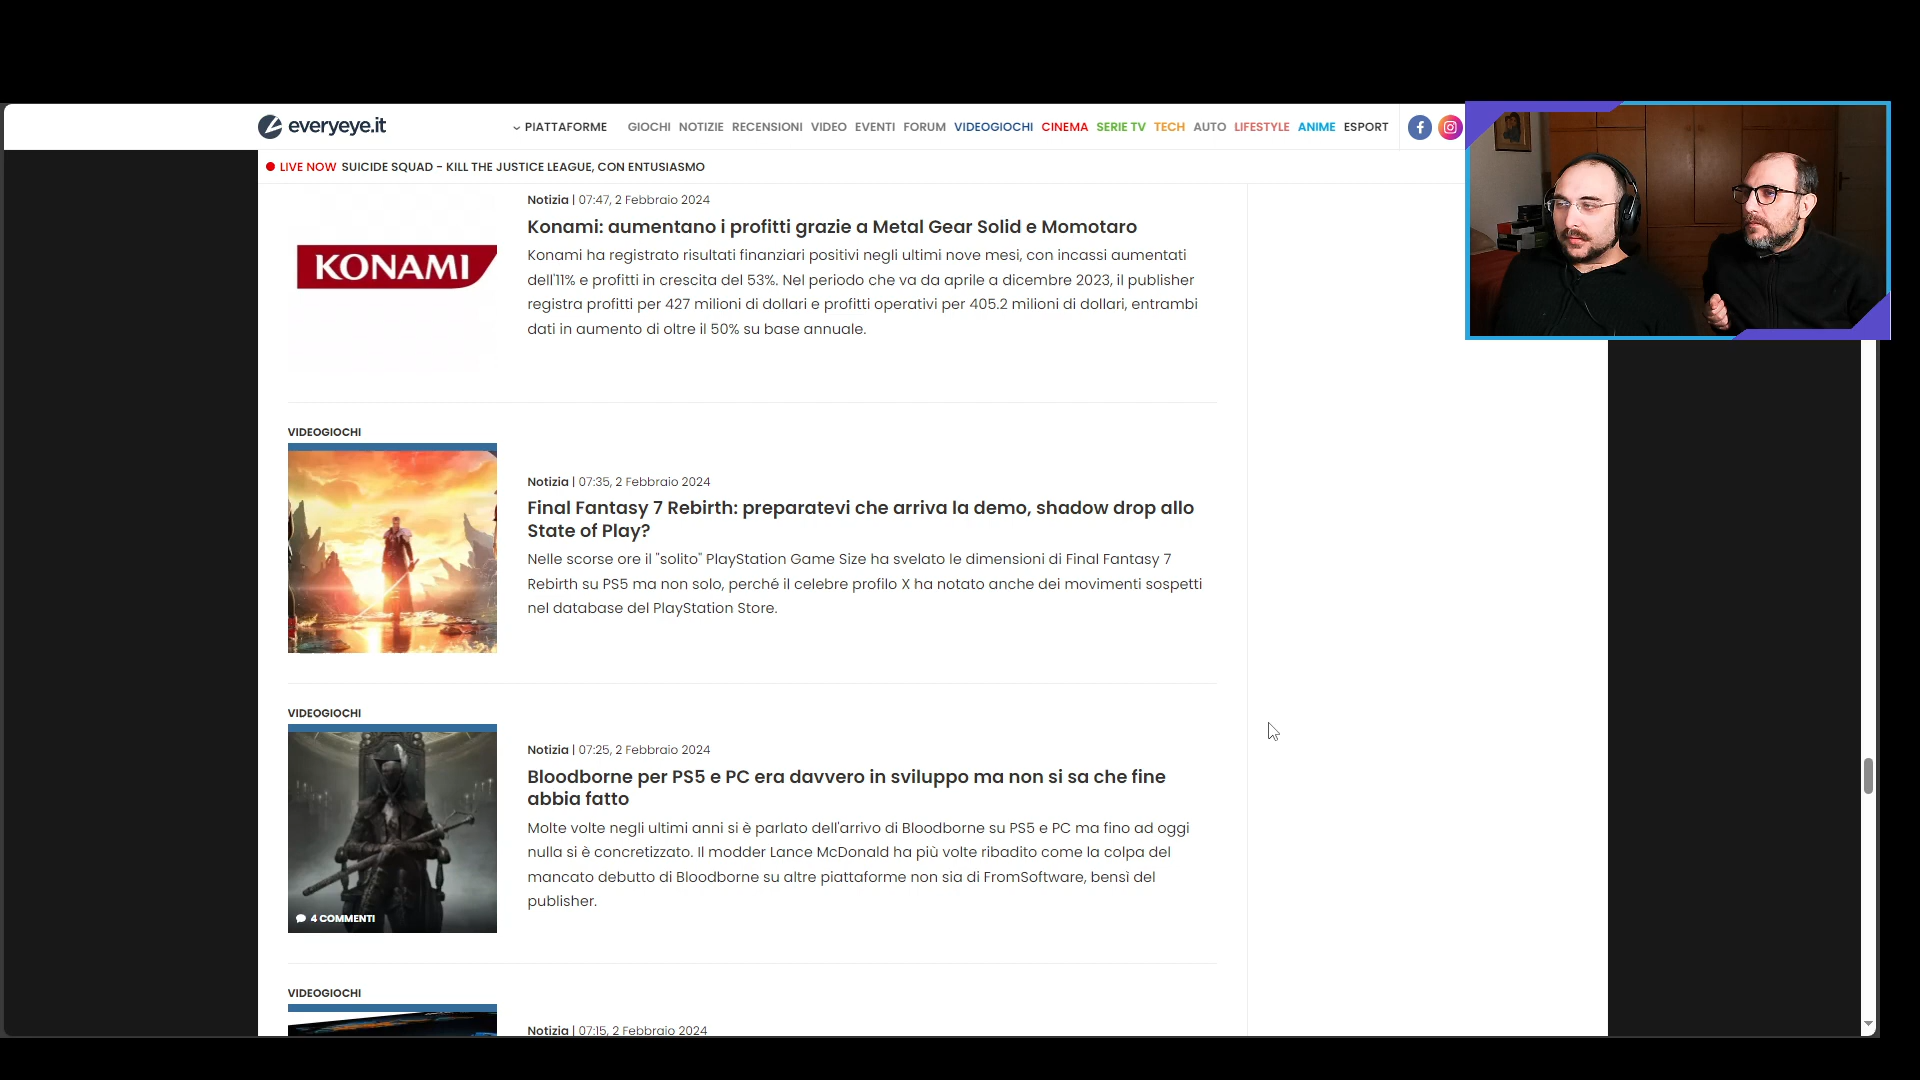 everyeye.it
PIATTAFORME GIOCHI NOTIZIE RECENSIONI VIDEO EVENTI FORUM VIDEOGIOCHI CINEMA SERIE TV TECH AUTO LIFESTYLE ANIME ESPORT
LIVE NOW SUICIDE SQUAD - KILL THE JUSTICE LEAGUE, CON ENTUSIASMO
KONAMI
Notizia | 07:47, 2 Febbraio 2024
Konami: aumentano i profitti grazie a Metal Gear Solid e Momotaro
Konami ha registrato risultati finanziari positivi negli ultimi nove mesi, con incassi aumentati
dell'11% e profitti in crescita del 53%. Nel periodo che va da aprile a dicembre 2023, il publisher
registra profitti per 427 milioni di dollari e profitti operativi per 405.2 milioni di dollari, entrambi
dati in aumento di oltre il 50% su base annuale.
VIDEOGIOCHI
Notizia | 07:35, 2 Febbraio 2024
Final Fantasy 7 Rebirth: preparatevi che arriva la demo, shadow drop allo
State of Play?
Nelle scorse ore il "solito" PlayStation Game Size ha svelato le dimensioni di Final Fantasy 7
Rebirth su PS5 ma non solo, perché il celebre profilo X ha notato anche dei movimenti sospetti
nel database del PlayStation Store.
VIDEOGIOCHI
4 COMMENTI
Notizia | 07:25, 2 Febbraio 2024
Bloodborne per PS5 e PC era davvero in sviluppo ma non si sa che fine
abbia fatto
Molte volte negli ultimi anni si è parlato dell'arrivo di Bloodborne su PS5 e PC ma fino ad oggi
nulla si è concretizzato. Il modder Lance McDonald ha più volte ribadito come la colpa del
mancato debutto di Bloodborne su altre piattaforme non sia di FromSoftware, bensì del
publisher.
VIDEOGIOCHI
Notizia | 07:15, 2 Febbraio 2024